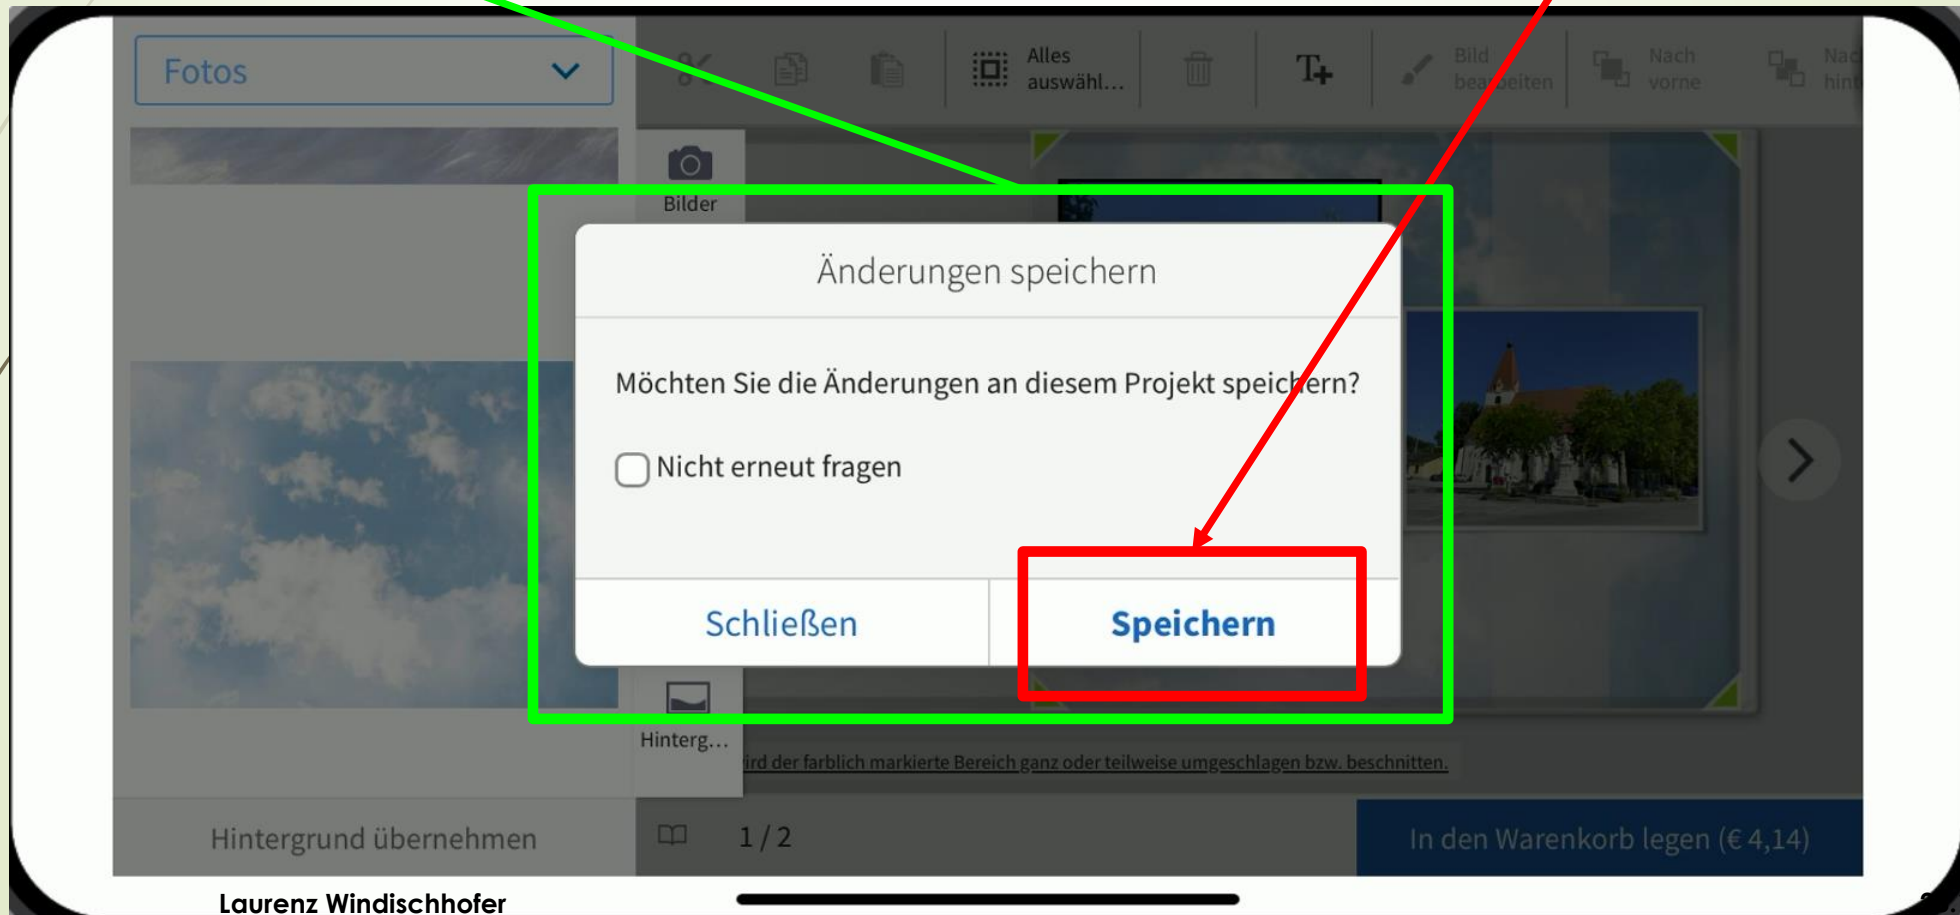 Fotos
Alles
auswähl...
Bild
bearbeiten
Nach
vorne
Bilder
Änderungen speichern
Möchten Sie die Änderungen an diesem Projekt speichern?
Nicht erneut fragen
Schließen
Speichern
Hinterg...
der farblich markierte Bereich ganz oder teilweise umgeschlagen bzw. beschnitten.
Hintergrund übernehmen
1 / 2
In den Warenkorb legen (€ 4,14)
Laurenz Windischhofer